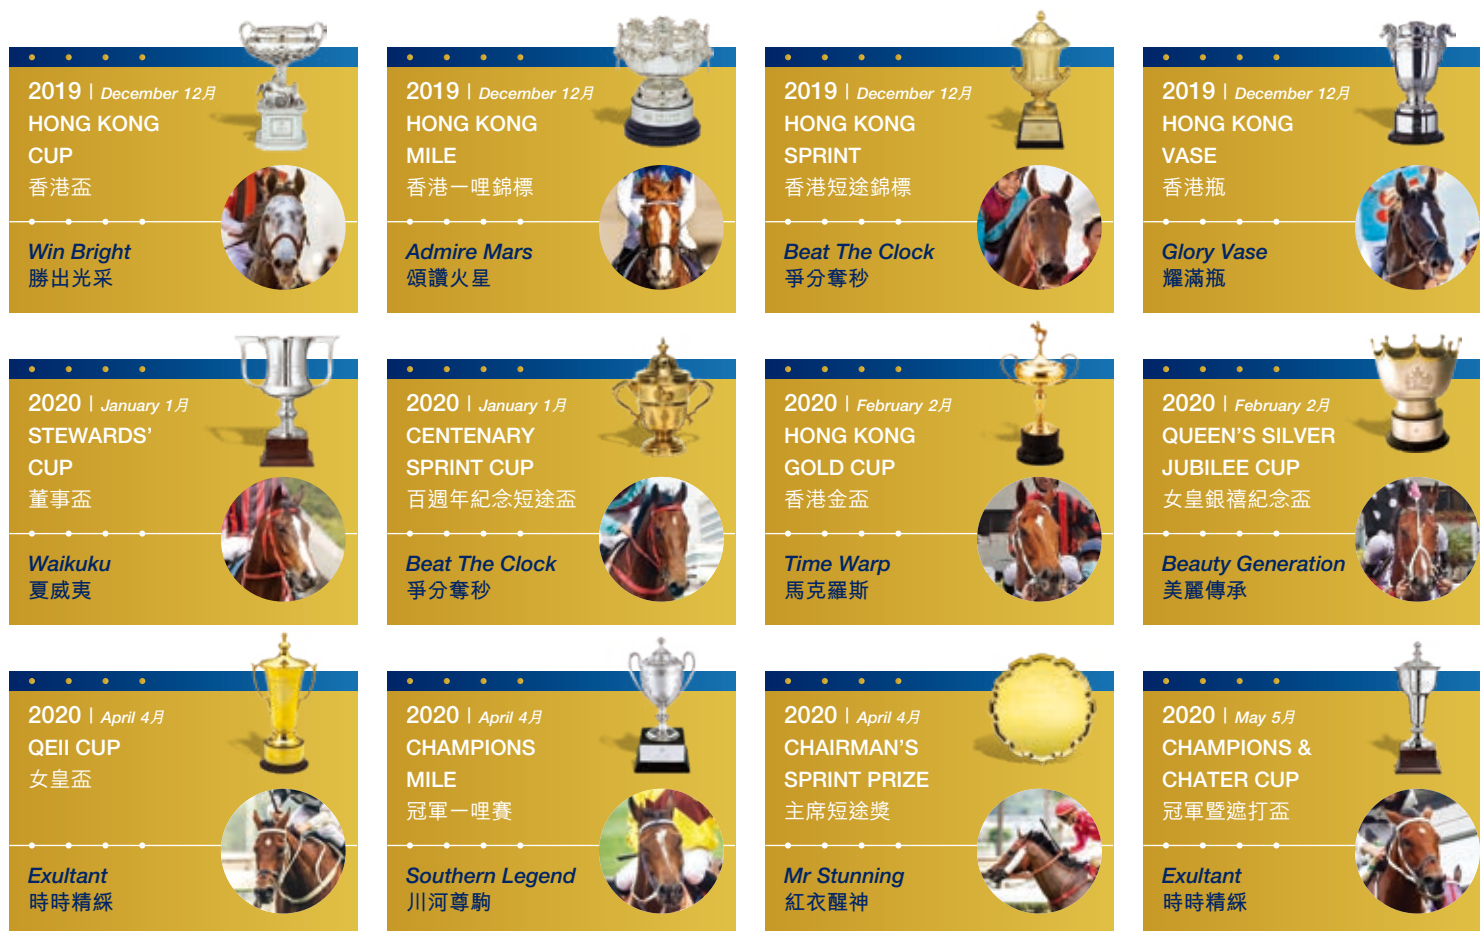 2019 | December 12月
HONG KONG
CUP
香港盃
Win Bright
勝出光采
2019 | December 12月
HONG KONG
MILE
香港一哩錦標
Admire Mars
頌讚火星
2019 | December 12月
HONG KONG
SPRINT
香港短途錦標
Beat The Clock
爭分奪秒
2019 | December 12月
HONG KONG
VASE
香港瓶
Glory Vase
耀滿瓶
2020 | January 1月
STEWARDS’
CUP
董事盃
Waikuku
夏威夷
2020 | January 1月
CENTENARY
SPRINT CUP
百週年紀念短途盃
Beat The Clock
爭分奪秒
2020 | February 2月
HONG KONG
GOLD CUP
香港金盃
Time Warp
馬克羅斯
2020 | February 2月
QUEEN’S SILVER
JUBILEE CUP
女皇銀禧紀念盃
Beauty Generation
美麗傳承
2020 | April 4月
QEII CUP
女皇盃
Exultant
時時精綵
2020 | April 4月
CHAMPIONS
MILE
冠軍一哩賽
Southern Legend
川河尊駒
2020 | April 4月
CHAIRMAN’S
SPRINT PRIZE
主席短途獎
Mr Stunning
紅衣醒神
2020 | May 5月
CHAMPIONS &
CHATER CUP
冠軍暨遮打盃
Exultant
時時精綵